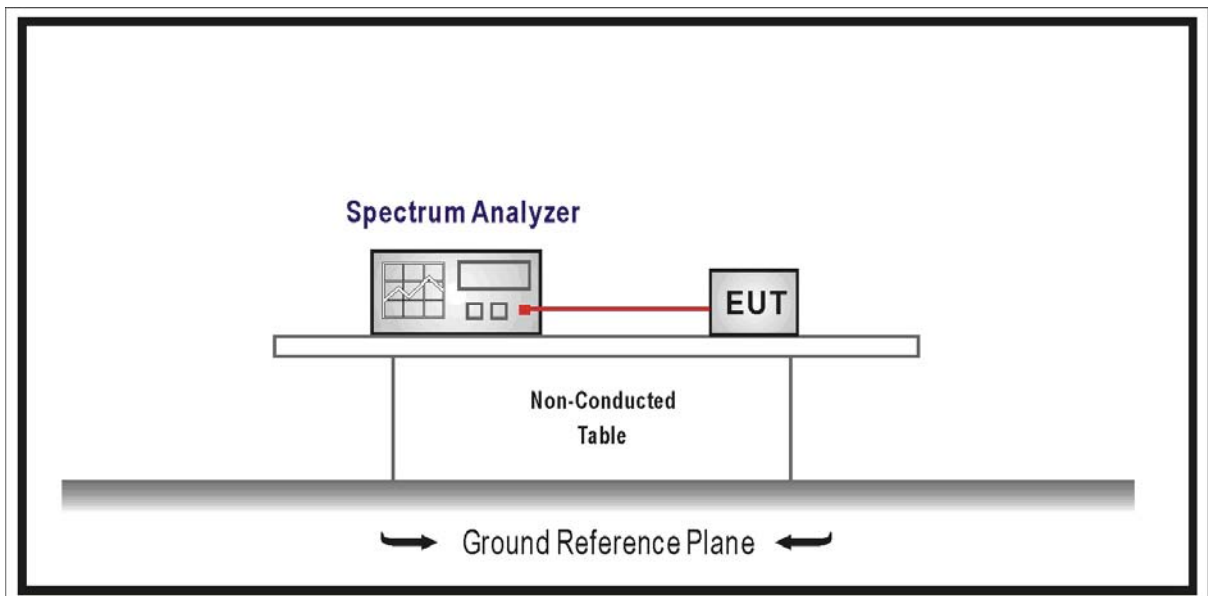 Spectrum Analyzer
EUT
Non-Conducted
Table
Ground Reference Plane